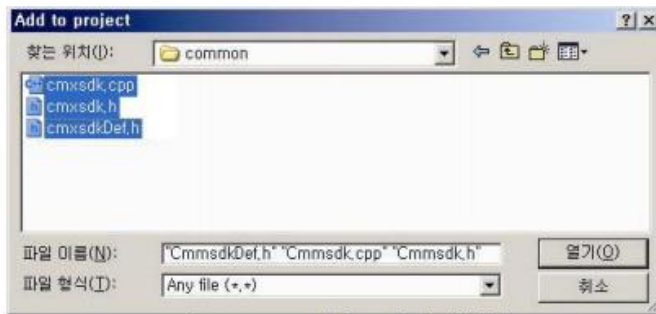 Add to project
찾는 위치(I): common
cmxsdk.cpp
cmxsdk.h
cmxsdkDef.h
파일 이름(N): "CmmsdkDef.h" "Cmmsdk.cpp" "Cmmsdk.h" 열기(O)
파일 형식(T): Any file (*.*) 취소